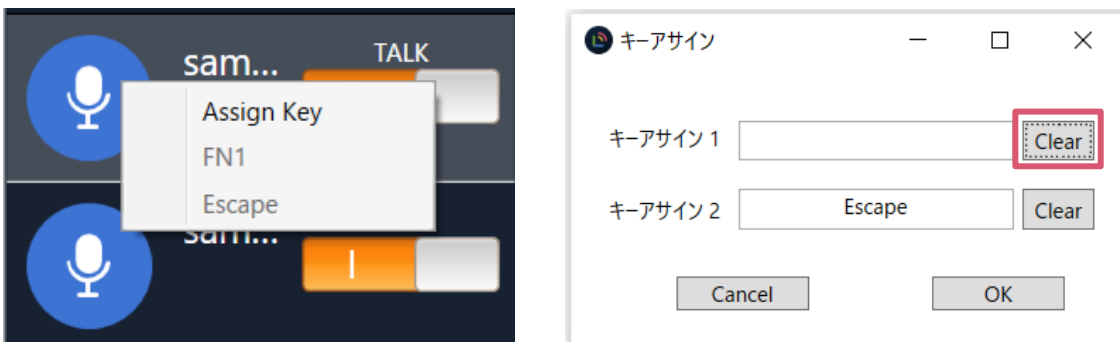 sam...
TALK
Assign Key
FN1
Escape
sam...
I
キーアサイン
キーアサイン 1
Clear
キーアサイン 2
Escape
Clear
Cancel
OK